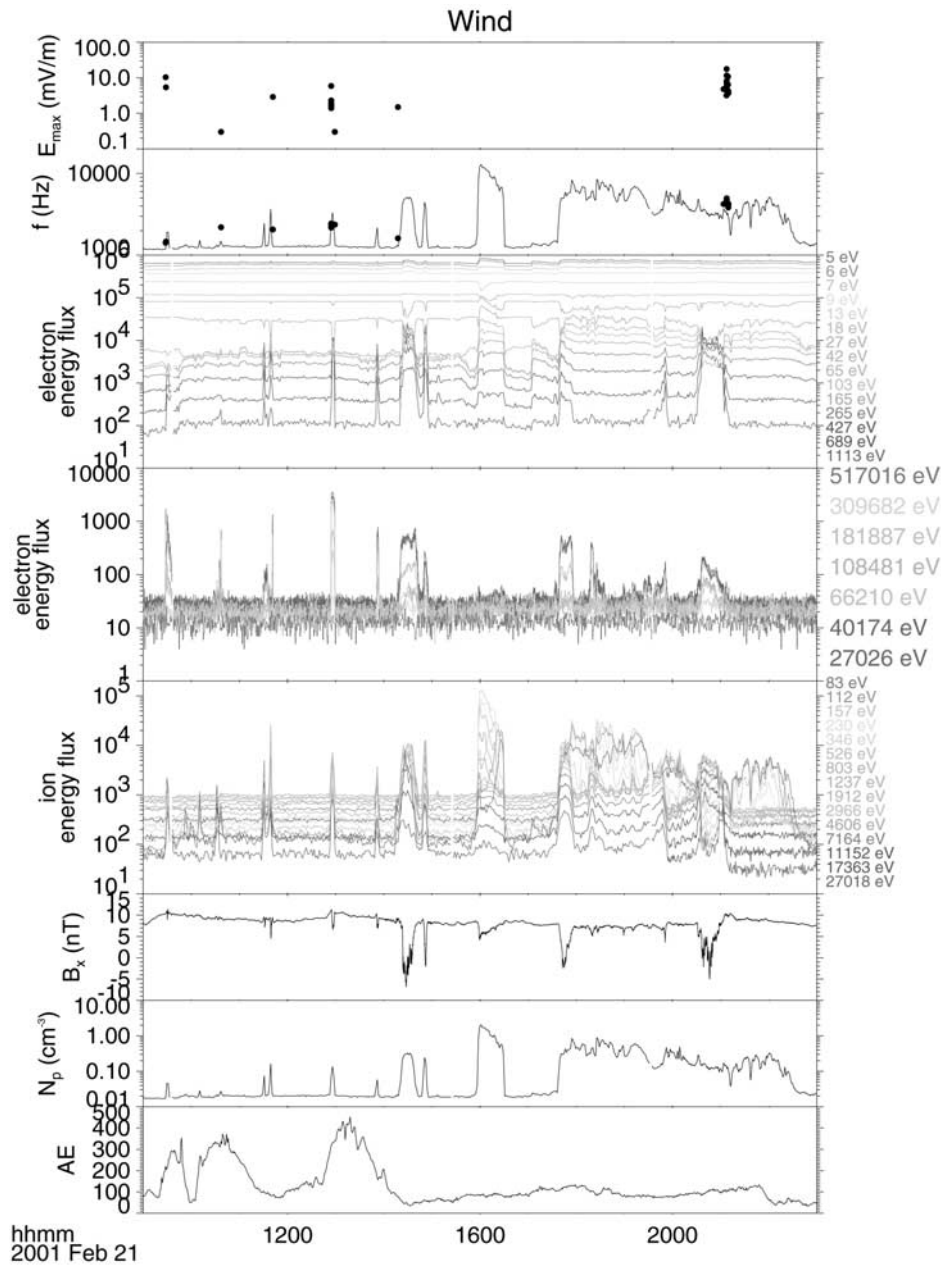 Wind
E_max (mV/m)
100.0
10.0
1.0
0.1
f (Hz)
10000
1000
electron
energy flux
10^6
10^5
10^4
10^3
10^2
10^1
5 eV
6 eV
7 eV
9 eV
13 eV
18 eV
27 eV
42 eV
65 eV
103 eV
165 eV
265 eV
427 eV
689 eV
1113 eV
electron
energy flux
10000
1000
100
10
1
517016 eV
309682 eV
181887 eV
108481 eV
66210 eV
40174 eV
27026 eV
ion
energy flux
10^5
10^4
10^3
10^2
10^1
83 eV
112 eV
157 eV
230 eV
346 eV
526 eV
803 eV
1237 eV
1912 eV
2966 eV
4606 eV
7164 eV
11152 eV
17363 eV
27018 eV
B_x (nT)
15
10
5
0
-5
-10
N_p (cm^-3)
10.00
1.00
0.10
0.01
AE
500
400
300
200
100
0
hhmm
1200
1600
2000
2001 Feb 21